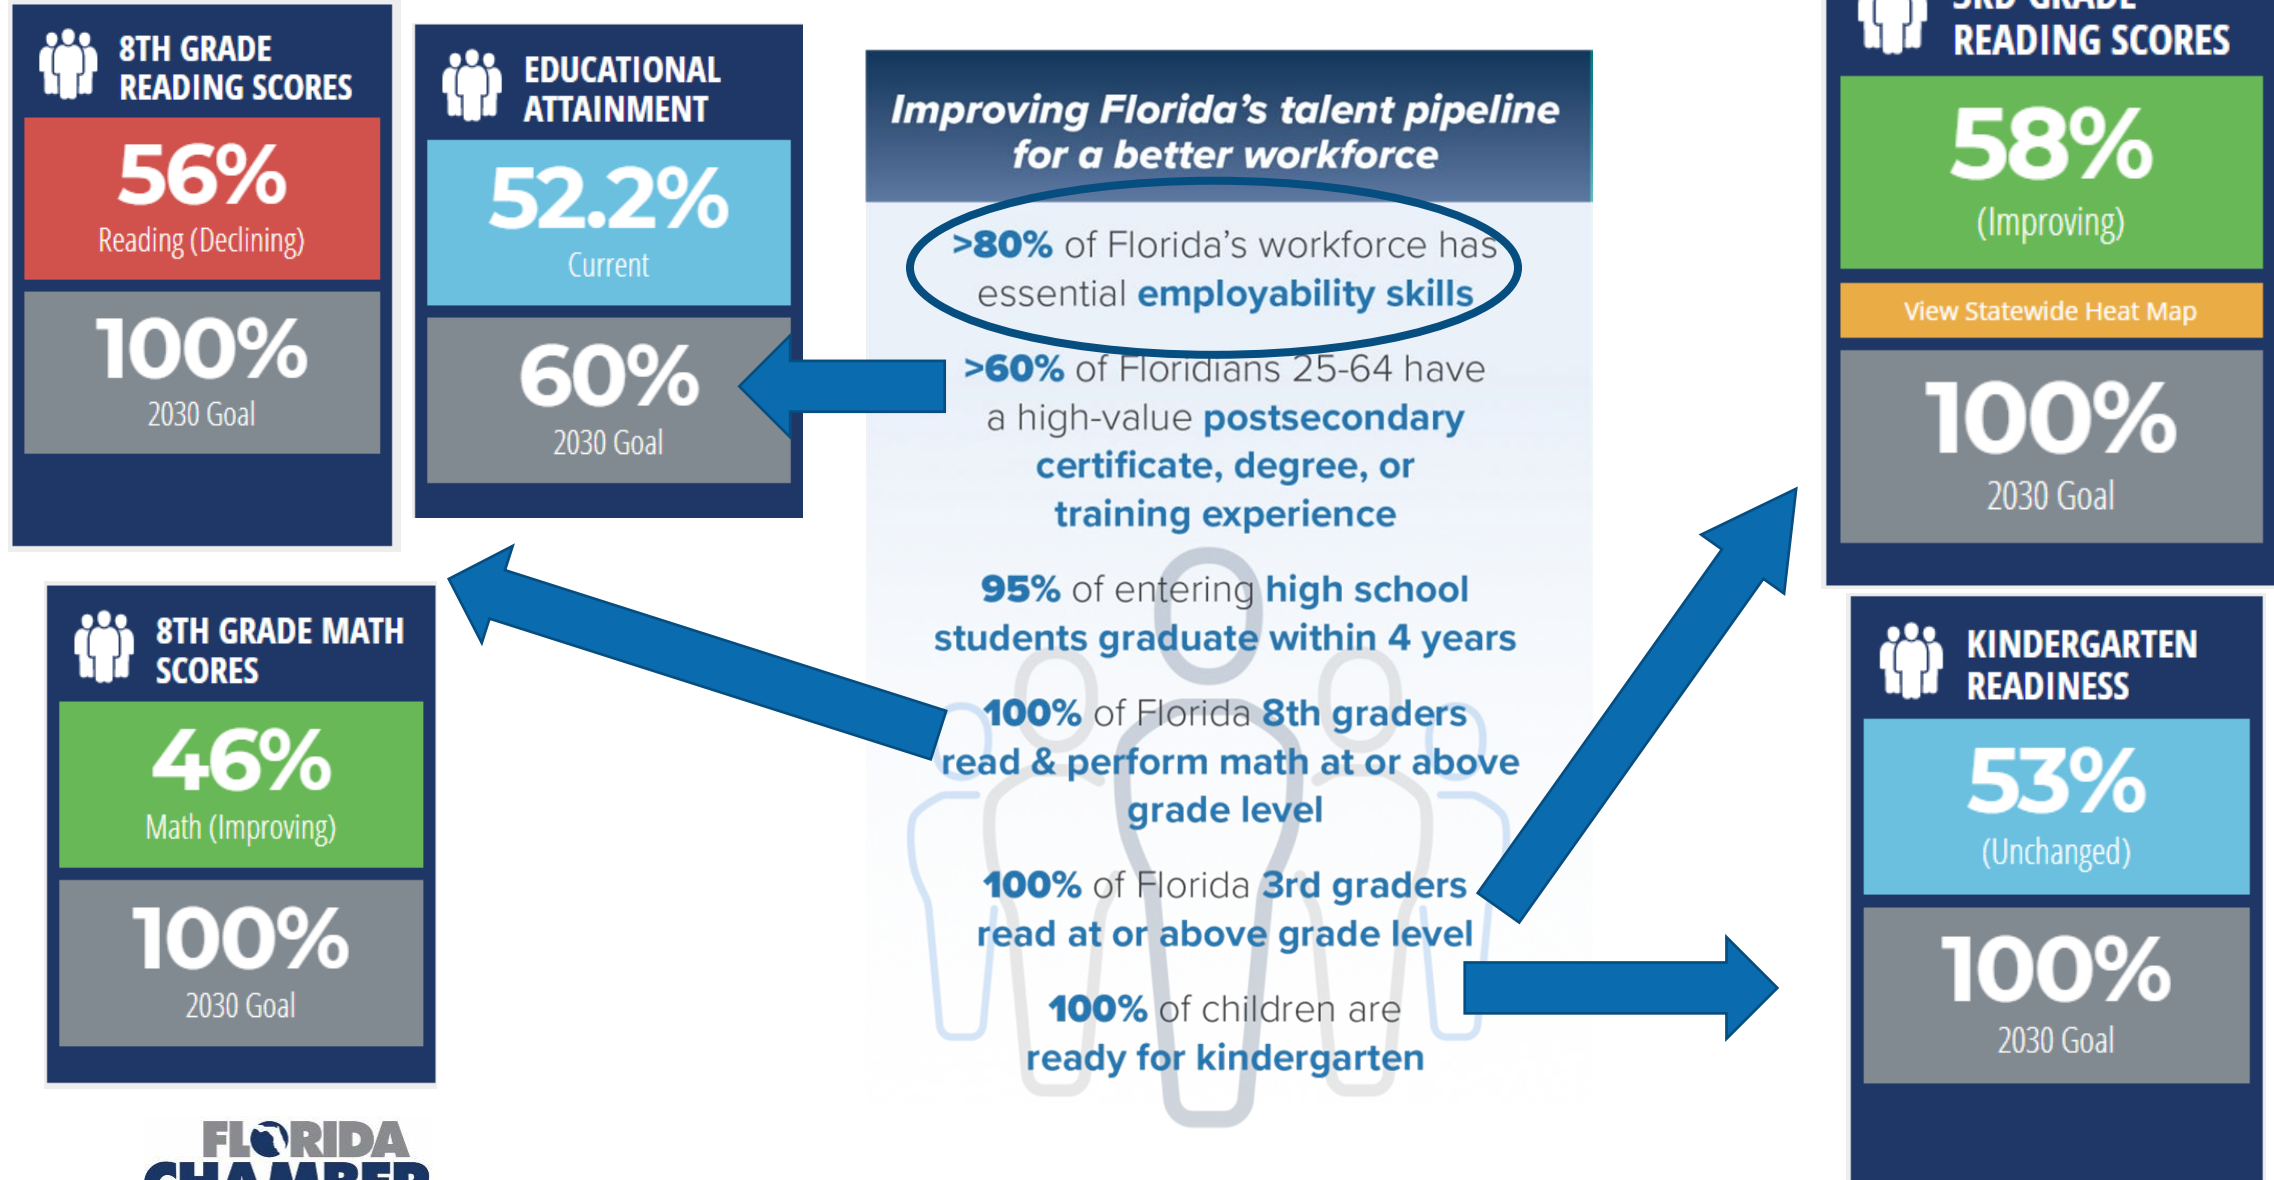 8TH GRADE
READING SCORES
56%
Reading (Declining)
100%
2030 Goal
EDUCATIONAL
ATTAINMENT
52.2%
Current
60%
2030 Goal
8TH GRADE MATH
SCORES
46%
Math (Improving)
100%
2030 Goal
FLORIDA
CHAMBER
Improving Florida's talent pipeline
for a better workforce
>80% of Florida's workforce has
essential employability skills
>60% of Floridians 25-64 have
a high-value postsecondary
certificate, degree, or
training experience
95% of entering high school
students graduate within 4 years
100% of Florida 8th graders
read & perform math at or above
grade level
100% of Florida 3rd graders
read at or above grade level
100% of children are
ready for kindergarten
3RD GRADE
READING SCORES
58%
(Improving)
View Statewide Heat Map
100%
2030 Goal
KINDERGARTEN
READINESS
53%
(Unchanged)
100%
2030 Goal